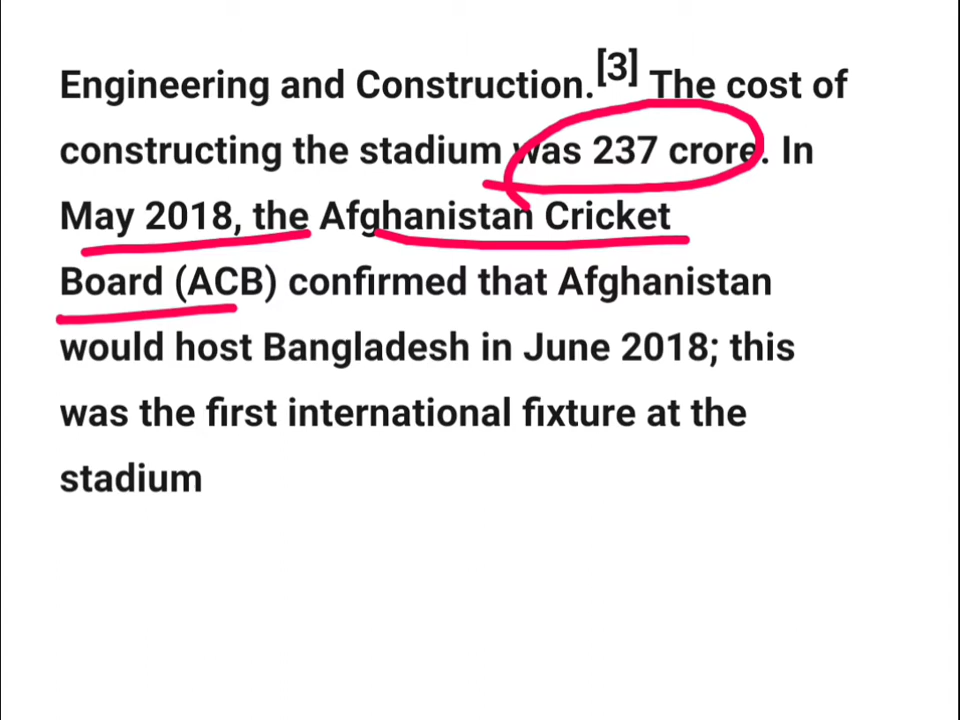 Engineering and Construction.[3] The cost of
constructing the stadium was 237 crore. In
May 2018, the Afghanistan Cricket
Board (ACB) confirmed that Afghanistan
would host Bangladesh in June 2018; this
was the first international fixture at the
stadium